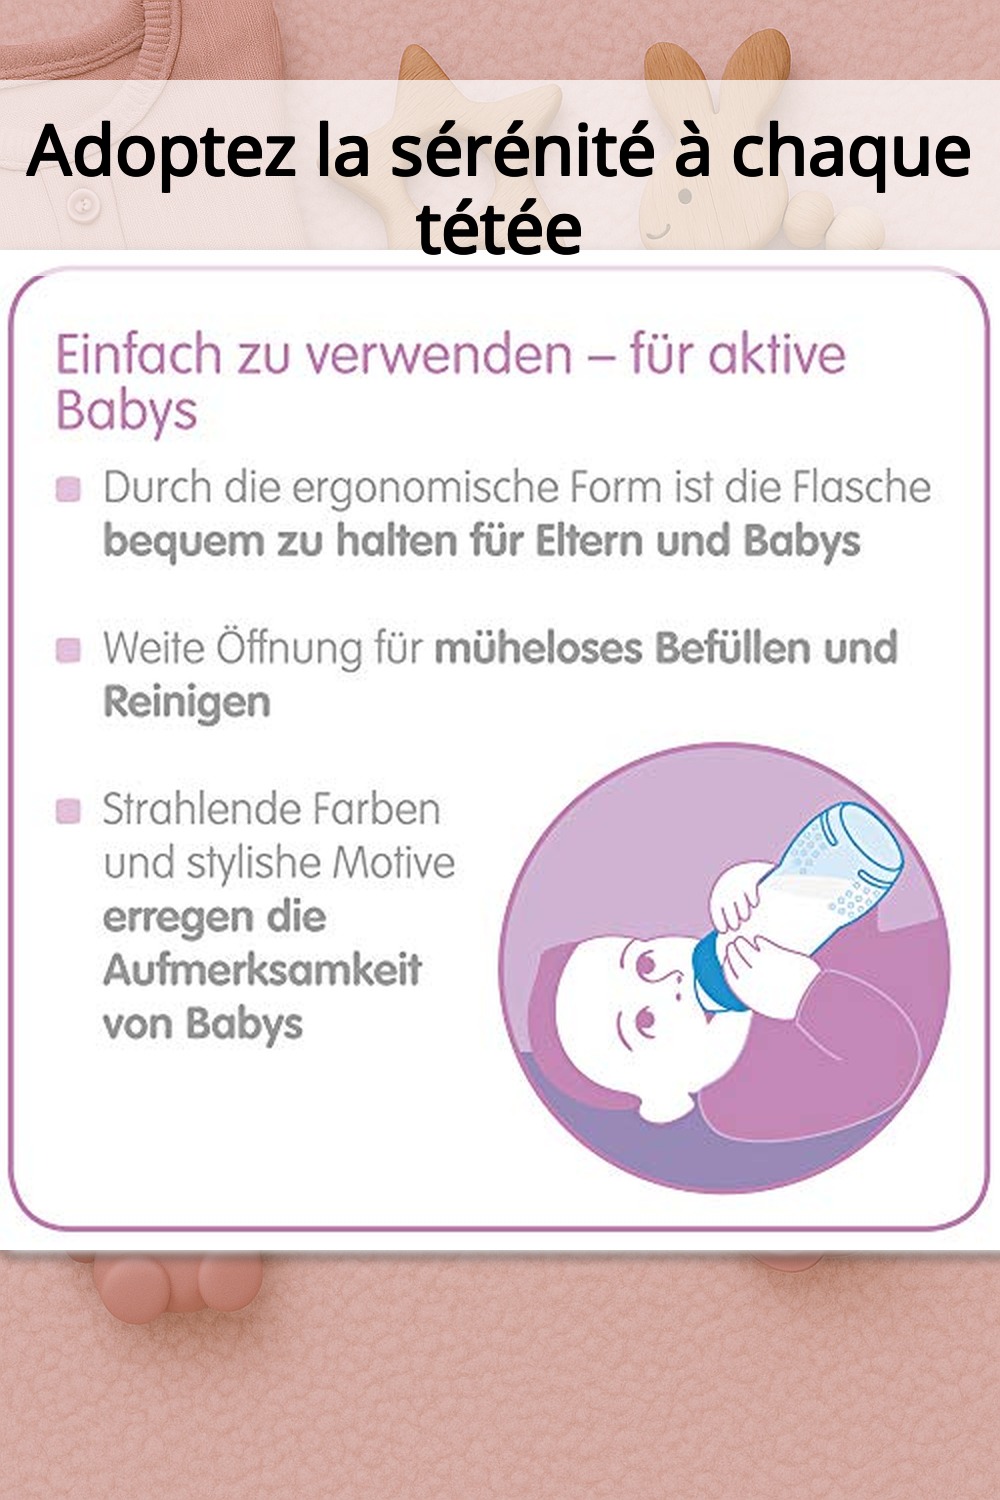 Adoptez la sérénité à chaque
tétée
Einfach zu verwenden – für aktive
Babys
Durch die ergonomische Form ist die Flasche
bequem zu halten für Eltern und Babys
Weite Öffnung für müheloses Befüllen und
Reinigen
Strahlende Farben
und stylishe Motive
erregen die
Aufmerksamkeit
von Babys